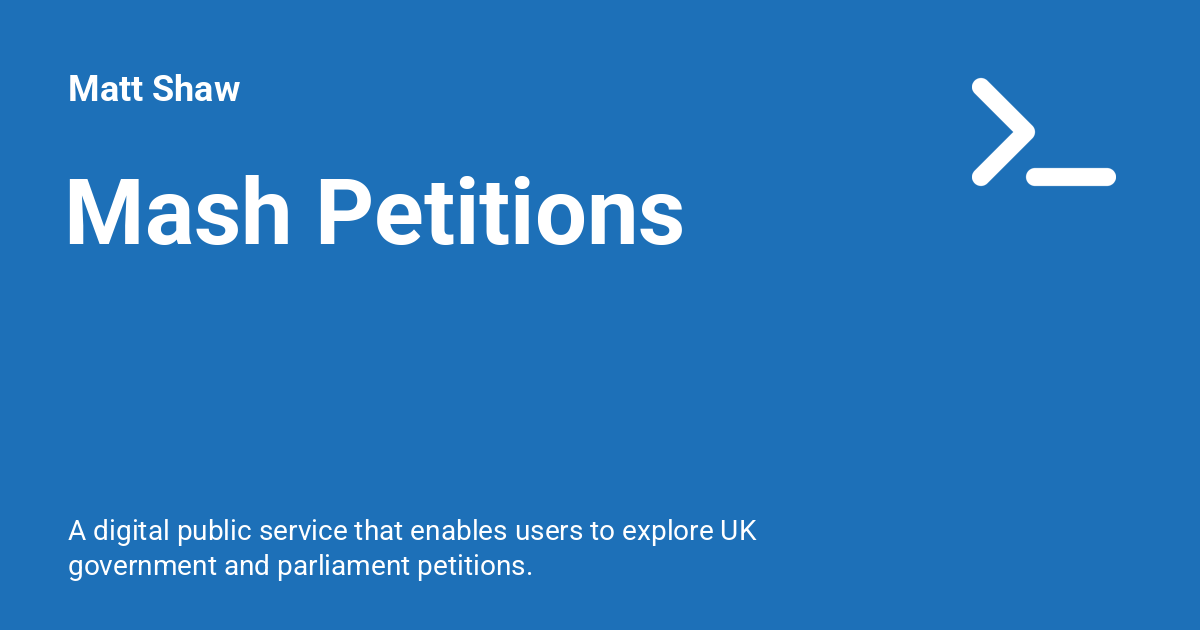 Matt Shaw
Mash Petitions
A digital public service that enables users to explore UK
government and parliament petitions.